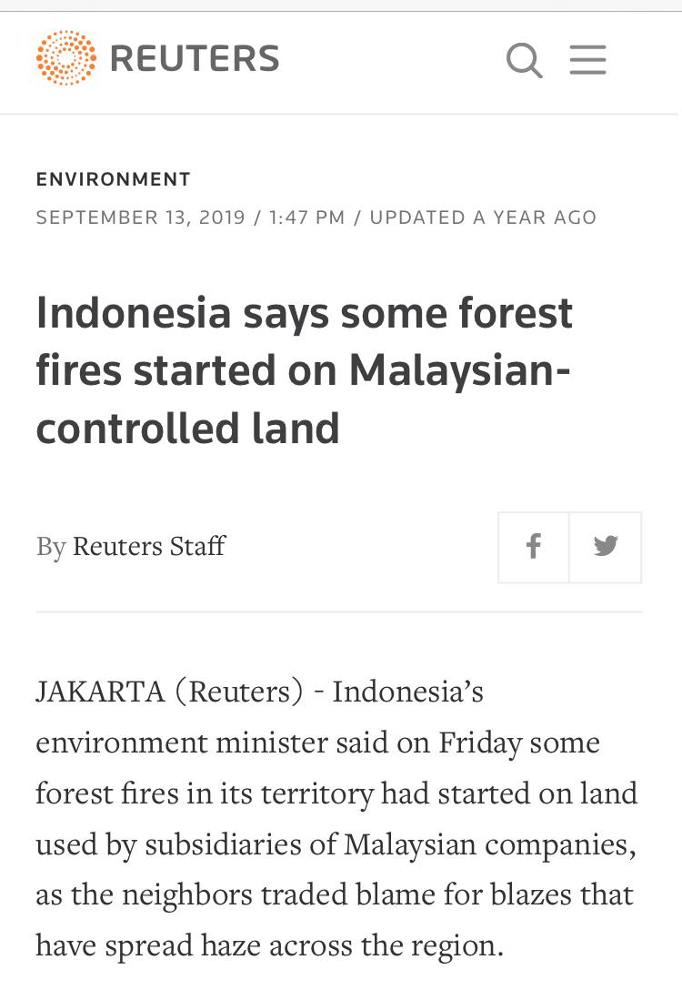 REUTERS
ENVIRONMENT
SEPTEMBER 13, 2019 / 1:47 PM / UPDATED A YEAR AGO
Indonesia says some forest
fires started on Malaysian-
controlled land
By Reuters Staff
JAKARTA (Reuters) - Indonesia’s
environment minister said on Friday some
forest fires in its territory had started on land
used by subsidiaries of Malaysian companies,
as the neighbors traded blame for blazes that
have spread haze across the region.